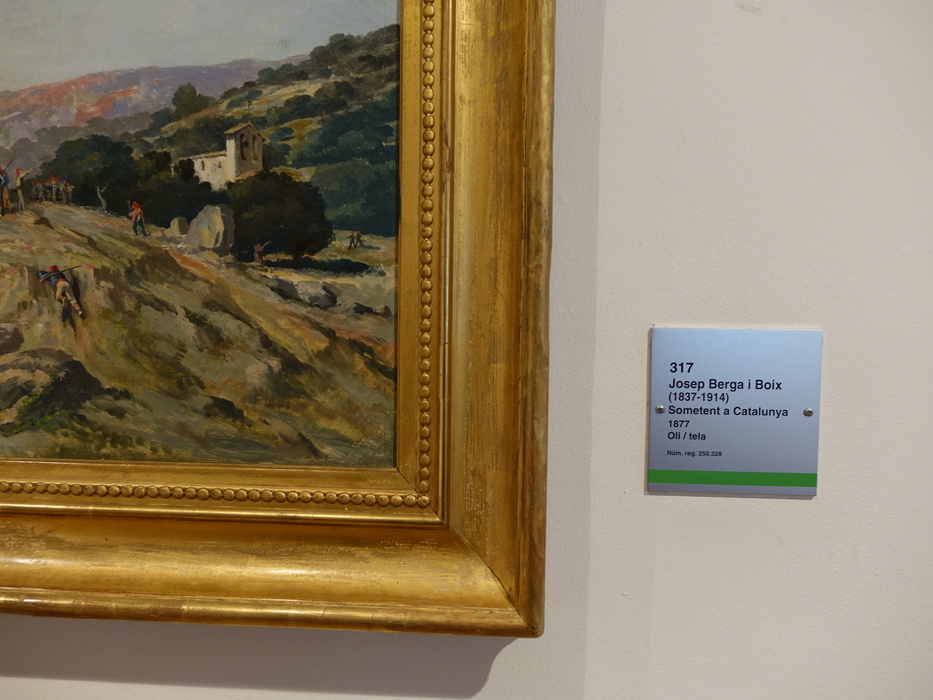 317
Josep Berga i Boix
(1837-1914)
Sometent a Catalunya
1877
Oli / tela
Núm. reg. 250.328